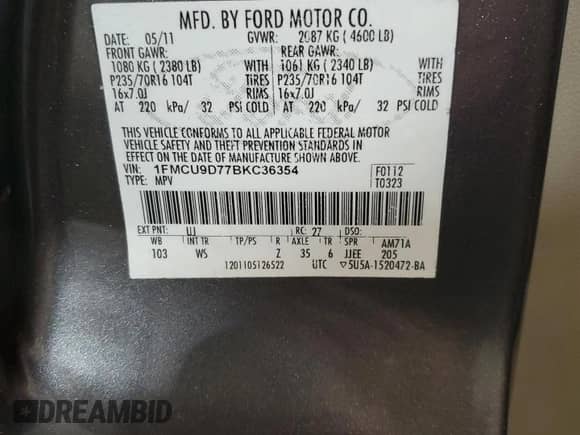 MFD. BY FORD MOTOR CO.
DATE: 05/11 GVWR: 2087 KG ( 4600 LB)
FRONT GAWR: REAR GAWR:
1080 KG ( 2380 LB) 1061 KG ( 2340 LB)
P235/70R16 104T TIRES P235/70R16 104T TIRES
16x7.0J RIMS 16x7.0J RIMS
AT 220 kPa/ 32 PSI COLD AT 220 kPa/ 32 PSI COLD
THIS VEHICLE CONFORMS TO ALL APPLICABLE FEDERAL MOTOR
VEHICLE SAFETY AND THEFT PREVENTION STANDARDS IN
EFFECT ON THE DATE OF MANUFACTURE SHOWN ABOVE.
VIN: 1FMCU9D77BKC36354 F0112
TYPE: MPV T0323
EXT PNT: UJ RC: 27 DSO:
WB INT TR TP/PS R AXLE TR SPR AM71A
103 WS Z 35 6 JJEE 205
1201105126522 UTC ▽5U5A-1520472-BA
DREAMBID